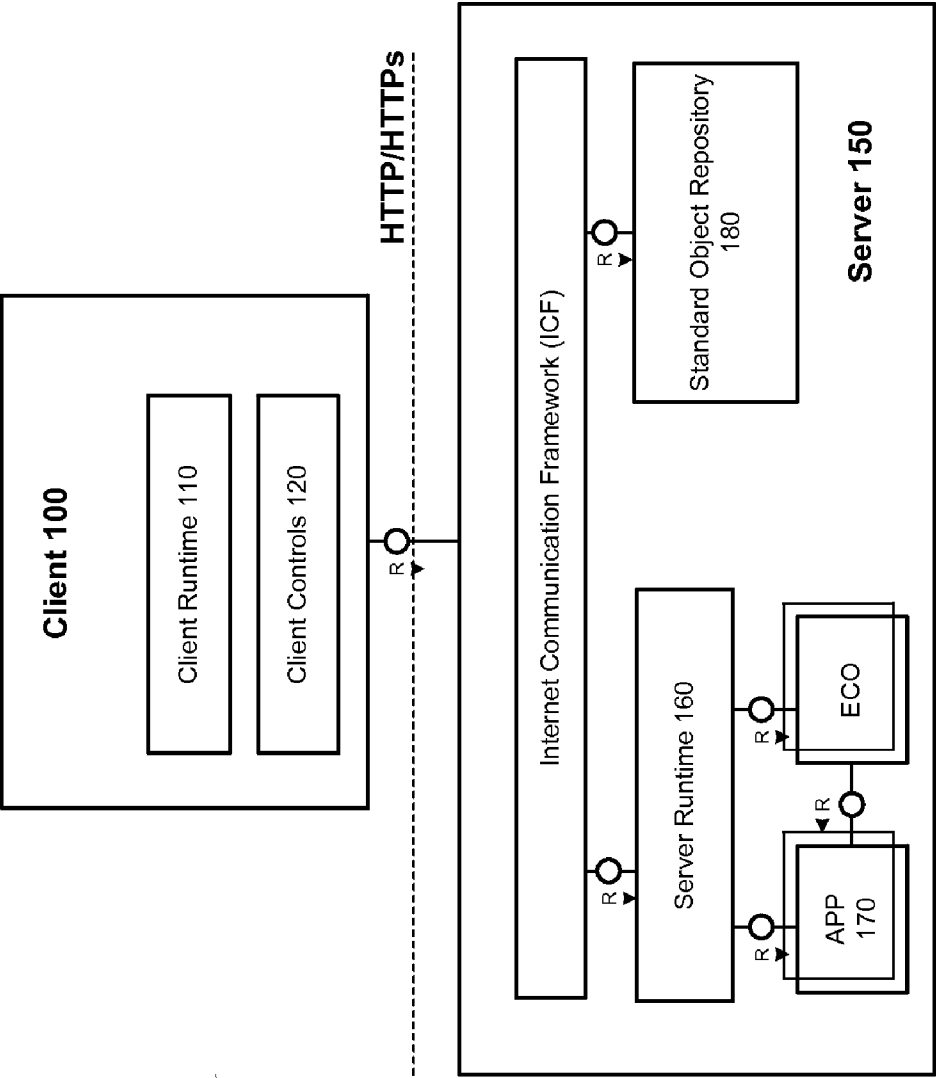 Client 100
Client Runtime 110
Client Controls 120
R
HTTP/HTTPs
Internet Communication Framework (ICF)
R
R
Server Runtime 160
Standard Object Repository
180
R
R
APP
170
R
ECO
Server 150